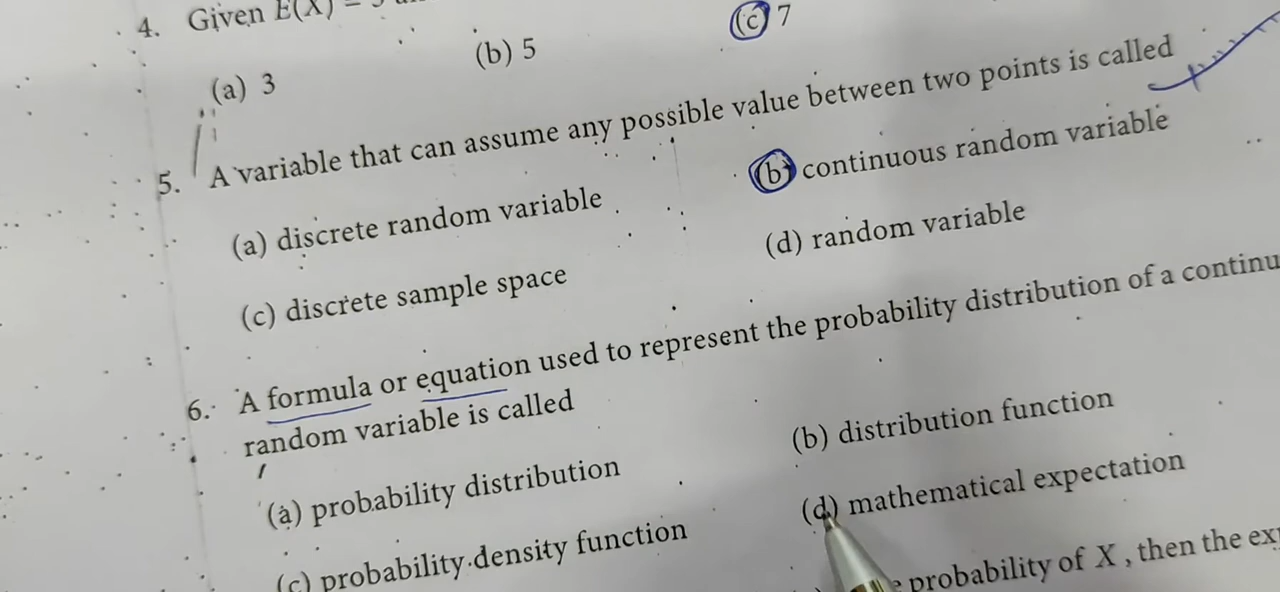 4. Given E(X) =
(a) 3 (b) 5 (c) 7
5. A variable that can assume any possible value between two points is called
(a) discrete random variable (b) continuous random variable
(c) discrete sample space (d) random variable
6. A formula or equation used to represent the probability distribution of a continu
random variable is called
(a) probability distribution (b) distribution function
(c) probability density function (d) mathematical expectation
probability of X , then the